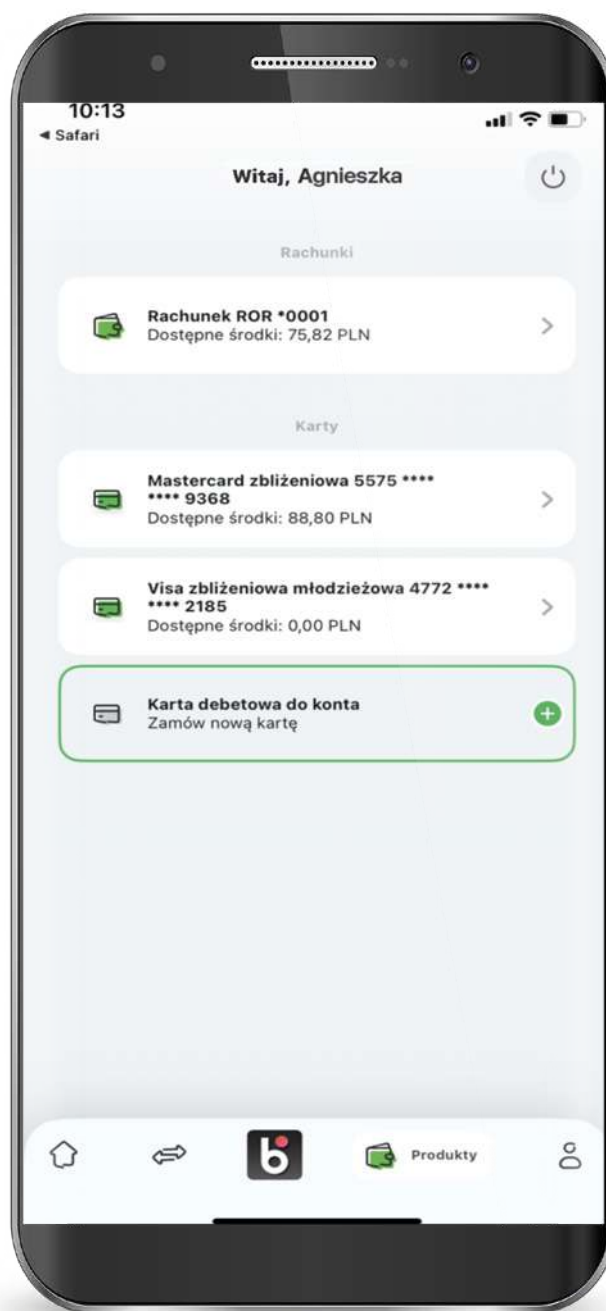 10:13
◄ Safari
Witaj, Agnieszka
Rachunki
Rachunek ROR *0001
Dostępne środki: 75,82 PLN
Karty
Mastercard zbliżeniowa 5575 ****
**** 9368
Dostępne środki: 88,80 PLN
Visa zbliżeniowa młodzieżowa 4772 ****
**** 2185
Dostępne środki: 0,00 PLN
Karta debetowa do konta
Zamów nową kartę
b
Produkty